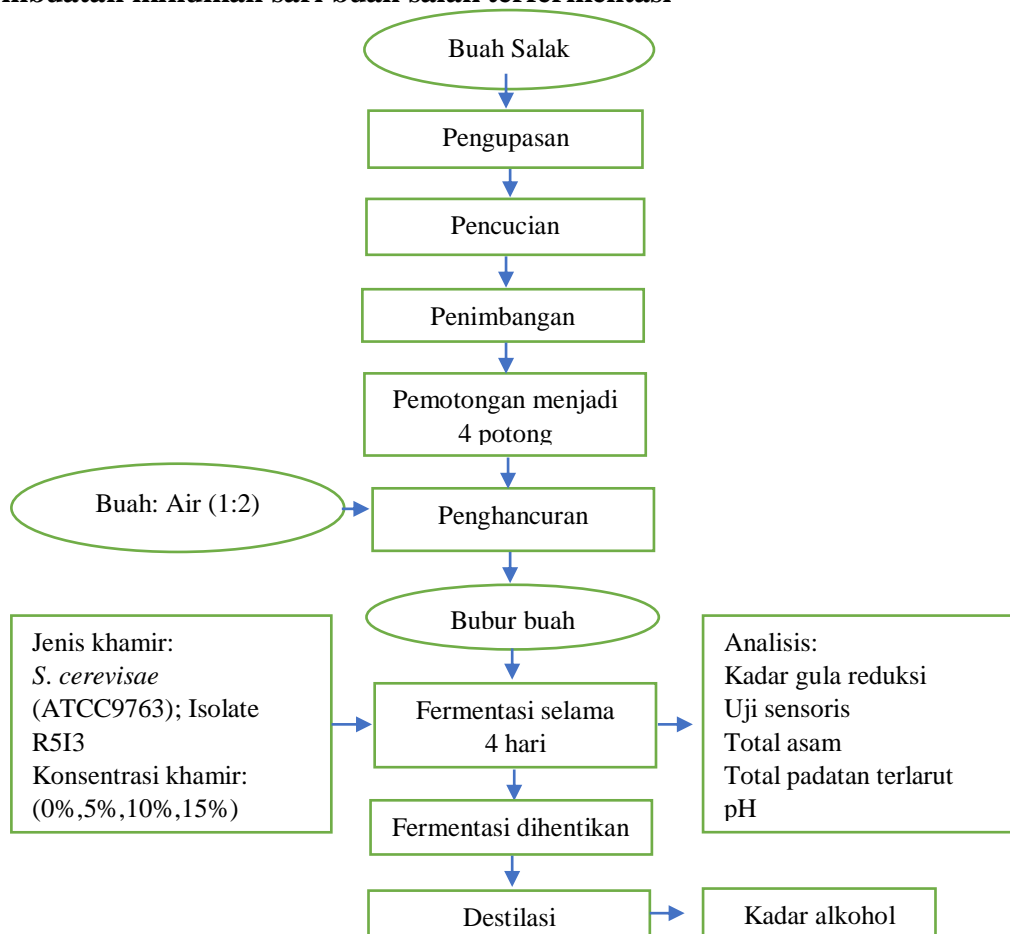 Buah Salak
Pengupasan
Pencucian
Penimbangan
Pemotongan menjadi
4 potong
Buah: Air (1:2)
Penghancuran
Bubur buah
Jenis khamir:
S. cerevisae
(ATCC9763); Isolate
R5I3
Konsentrasi khamir:
(0%,5%,10%,15%)
Fermentasi selama
4 hari
Analisis:
Kadar gula reduksi
Uji sensoris
Total asam
Total padatan terlarut
pH
Fermentasi dihentikan
Destilasi
Kadar alkohol